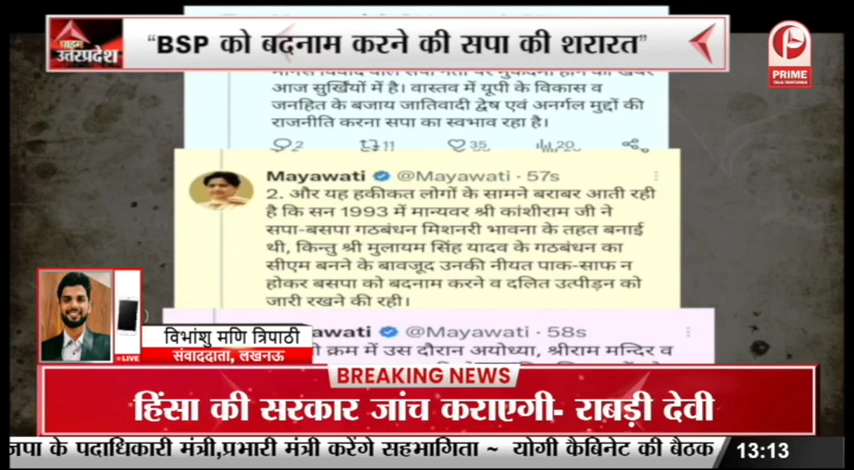 प्राइम
उत्तरप्रदेश
“BSP को बदनाम करने की सपा की शरारत”
PRIME
आज सुर्खियों में है। वास्तव में यूपी के विकास व
जनहित के बजाय जातिवादी द्वेष एवं अनर्गल मुद्दों की
राजनीति करना सपा का स्वभाव रहा है।
2 11 35 20
Mayawati @Mayawati · 57s
2. और यह हकीकत लोगों के सामने बराबर आती रही
है कि सन 1993 में मान्यवर श्री कांशीराम जी ने
सपा-बसपा गठबंधन मिशनरी भावना के तहत बनाई
थी, किन्तु श्री मुलायम सिंह यादव के गठबंधन का
सीएम बनने के बावजूद उनकी नीयत पाक-साफ न
होकर बसपा को बदनाम करने व दलित उत्पीड़न को
जारी रखने की रही।
awati @Mayawati · 58s
क्रम में उस दौरान अयोध्या, श्रीराम मन्दिर व
LIVE
विभांशु मणि त्रिपाठी
संवाददाता, लखनऊ
BREAKING NEWS
हिंसा की सरकार जांच कराएगी- राबड़ी देवी
जपा के पदाधिकारी मंत्री,प्रभारी मंत्री करेंगे सहभागिता ~ योगी कैबिनेट की बैठक
13:13